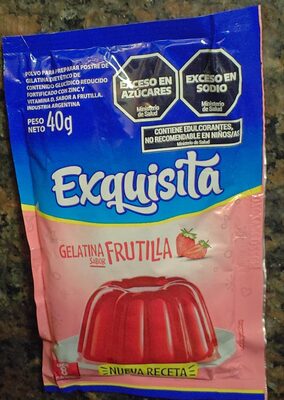 POLVO PARA PREPARAR POSTRE DE
GELATINA DIETÉTICO DE
CONTENIDO GLUCÍDICO REDUCIDO
FORTIFICADO CON ZINC Y
VITAMINA D, SABOR A FRUTILLA.
INDUSTRIA ARGENTINA
PESO
NETO 40g
EXCESO EN
AZÚCARES
Ministerio
de Salud
EXCESO EN
SODIO
Ministerio
de Salud
CONTIENE EDULCORANTES,
NO RECOMENDABLE EN NIÑOS/AS
Ministerio de Salud
Exquisita
GELATINA
SABOR
FRUTILLA
NUEVA RECETA